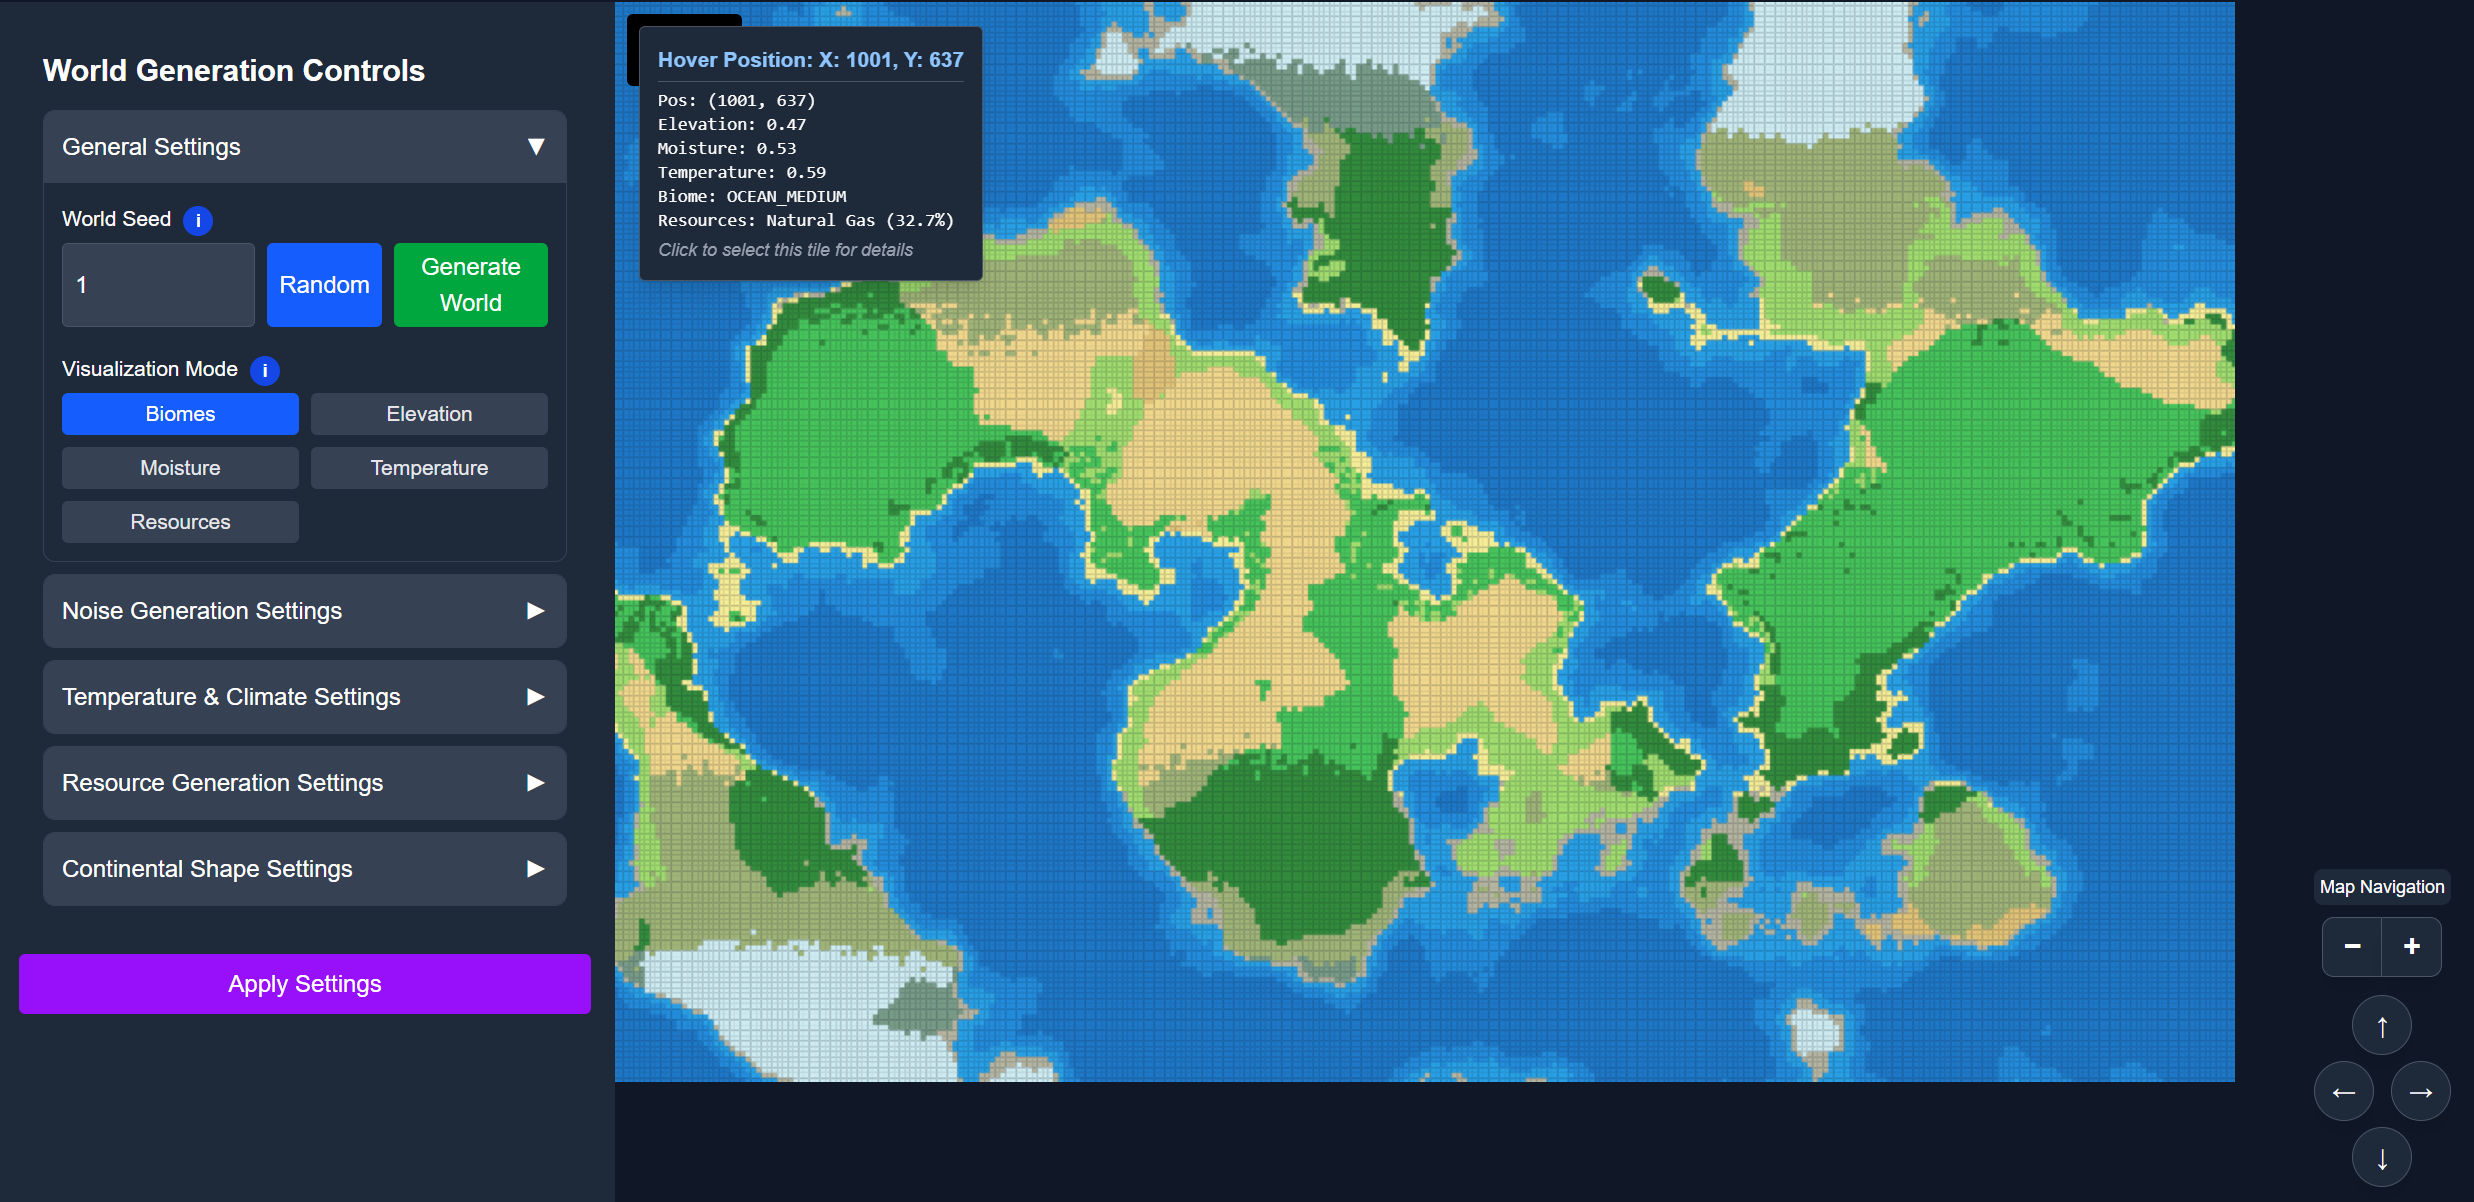 World Generation Controls
General Settings ▼
World Seed i
1
Random
Generate
World
Visualization Mode i
Biomes
Elevation
Moisture
Temperature
Resources
Noise Generation Settings ▶
Temperature & Climate Settings ▶
Resource Generation Settings ▶
Continental Shape Settings ▶
Apply Settings
Hover Position: X: 1001, Y: 637
Pos: (1001, 637)
Elevation: 0.47
Moisture: 0.53
Temperature: 0.59
Biome: OCEAN_MEDIUM
Resources: Natural Gas (32.7%)
Click to select this tile for details
Map Navigation
− +
↑
← →
↓